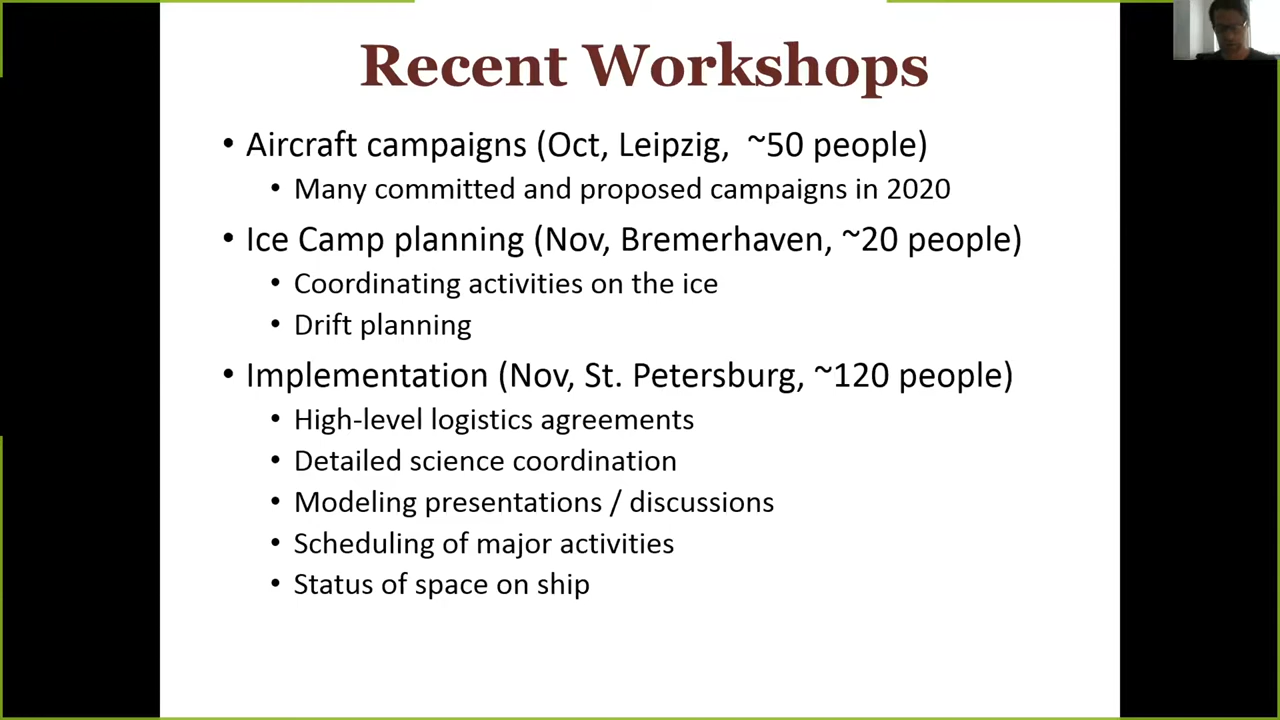 Recent Workshops
• Aircraft campaigns (Oct, Leipzig, ~50 people)
• Many committed and proposed campaigns in 2020
• Ice Camp planning (Nov, Bremerhaven, ~20 people)
• Coordinating activities on the ice
• Drift planning
• Implementation (Nov, St. Petersburg, ~120 people)
• High-level logistics agreements
• Detailed science coordination
• Modeling presentations / discussions
• Scheduling of major activities
• Status of space on ship